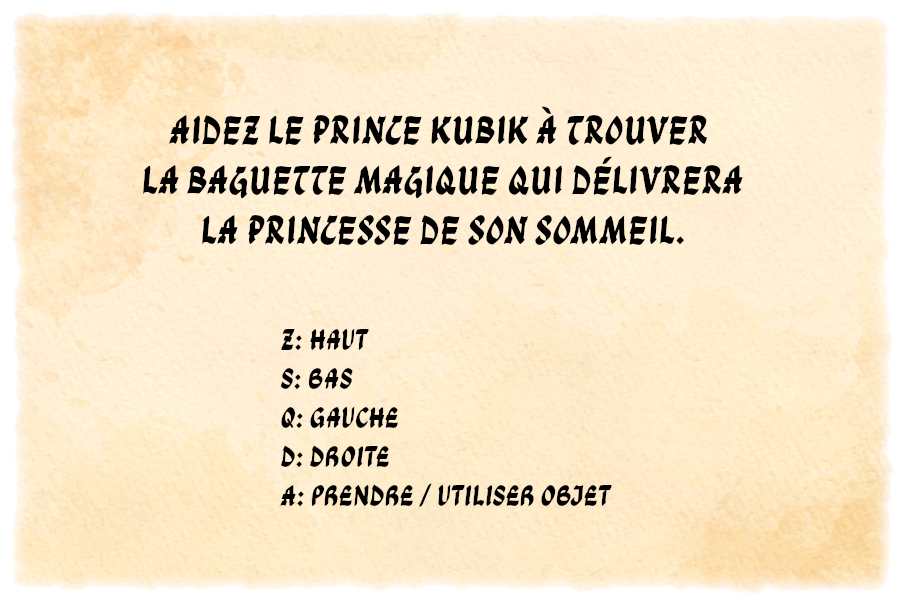 AIDEZ LE PRINCE KUBIK À TROUVER
LA BAGUETTE MAGIQUE QUI DÉLIVRERA
LA PRINCESSE DE SON SOMMEIL.
Z: HAUT
S: BAS
Q: GAUCHE
D: DROITE
A: PRENDRE / UTILISER OBJET